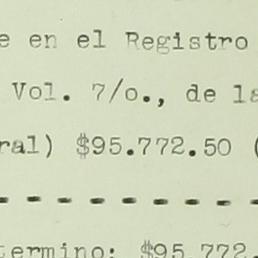 e en el Registro
Vol. 7/o., de la
ral) $95.772.50 (
- - - - - - - - - - -
termino: $95.772.